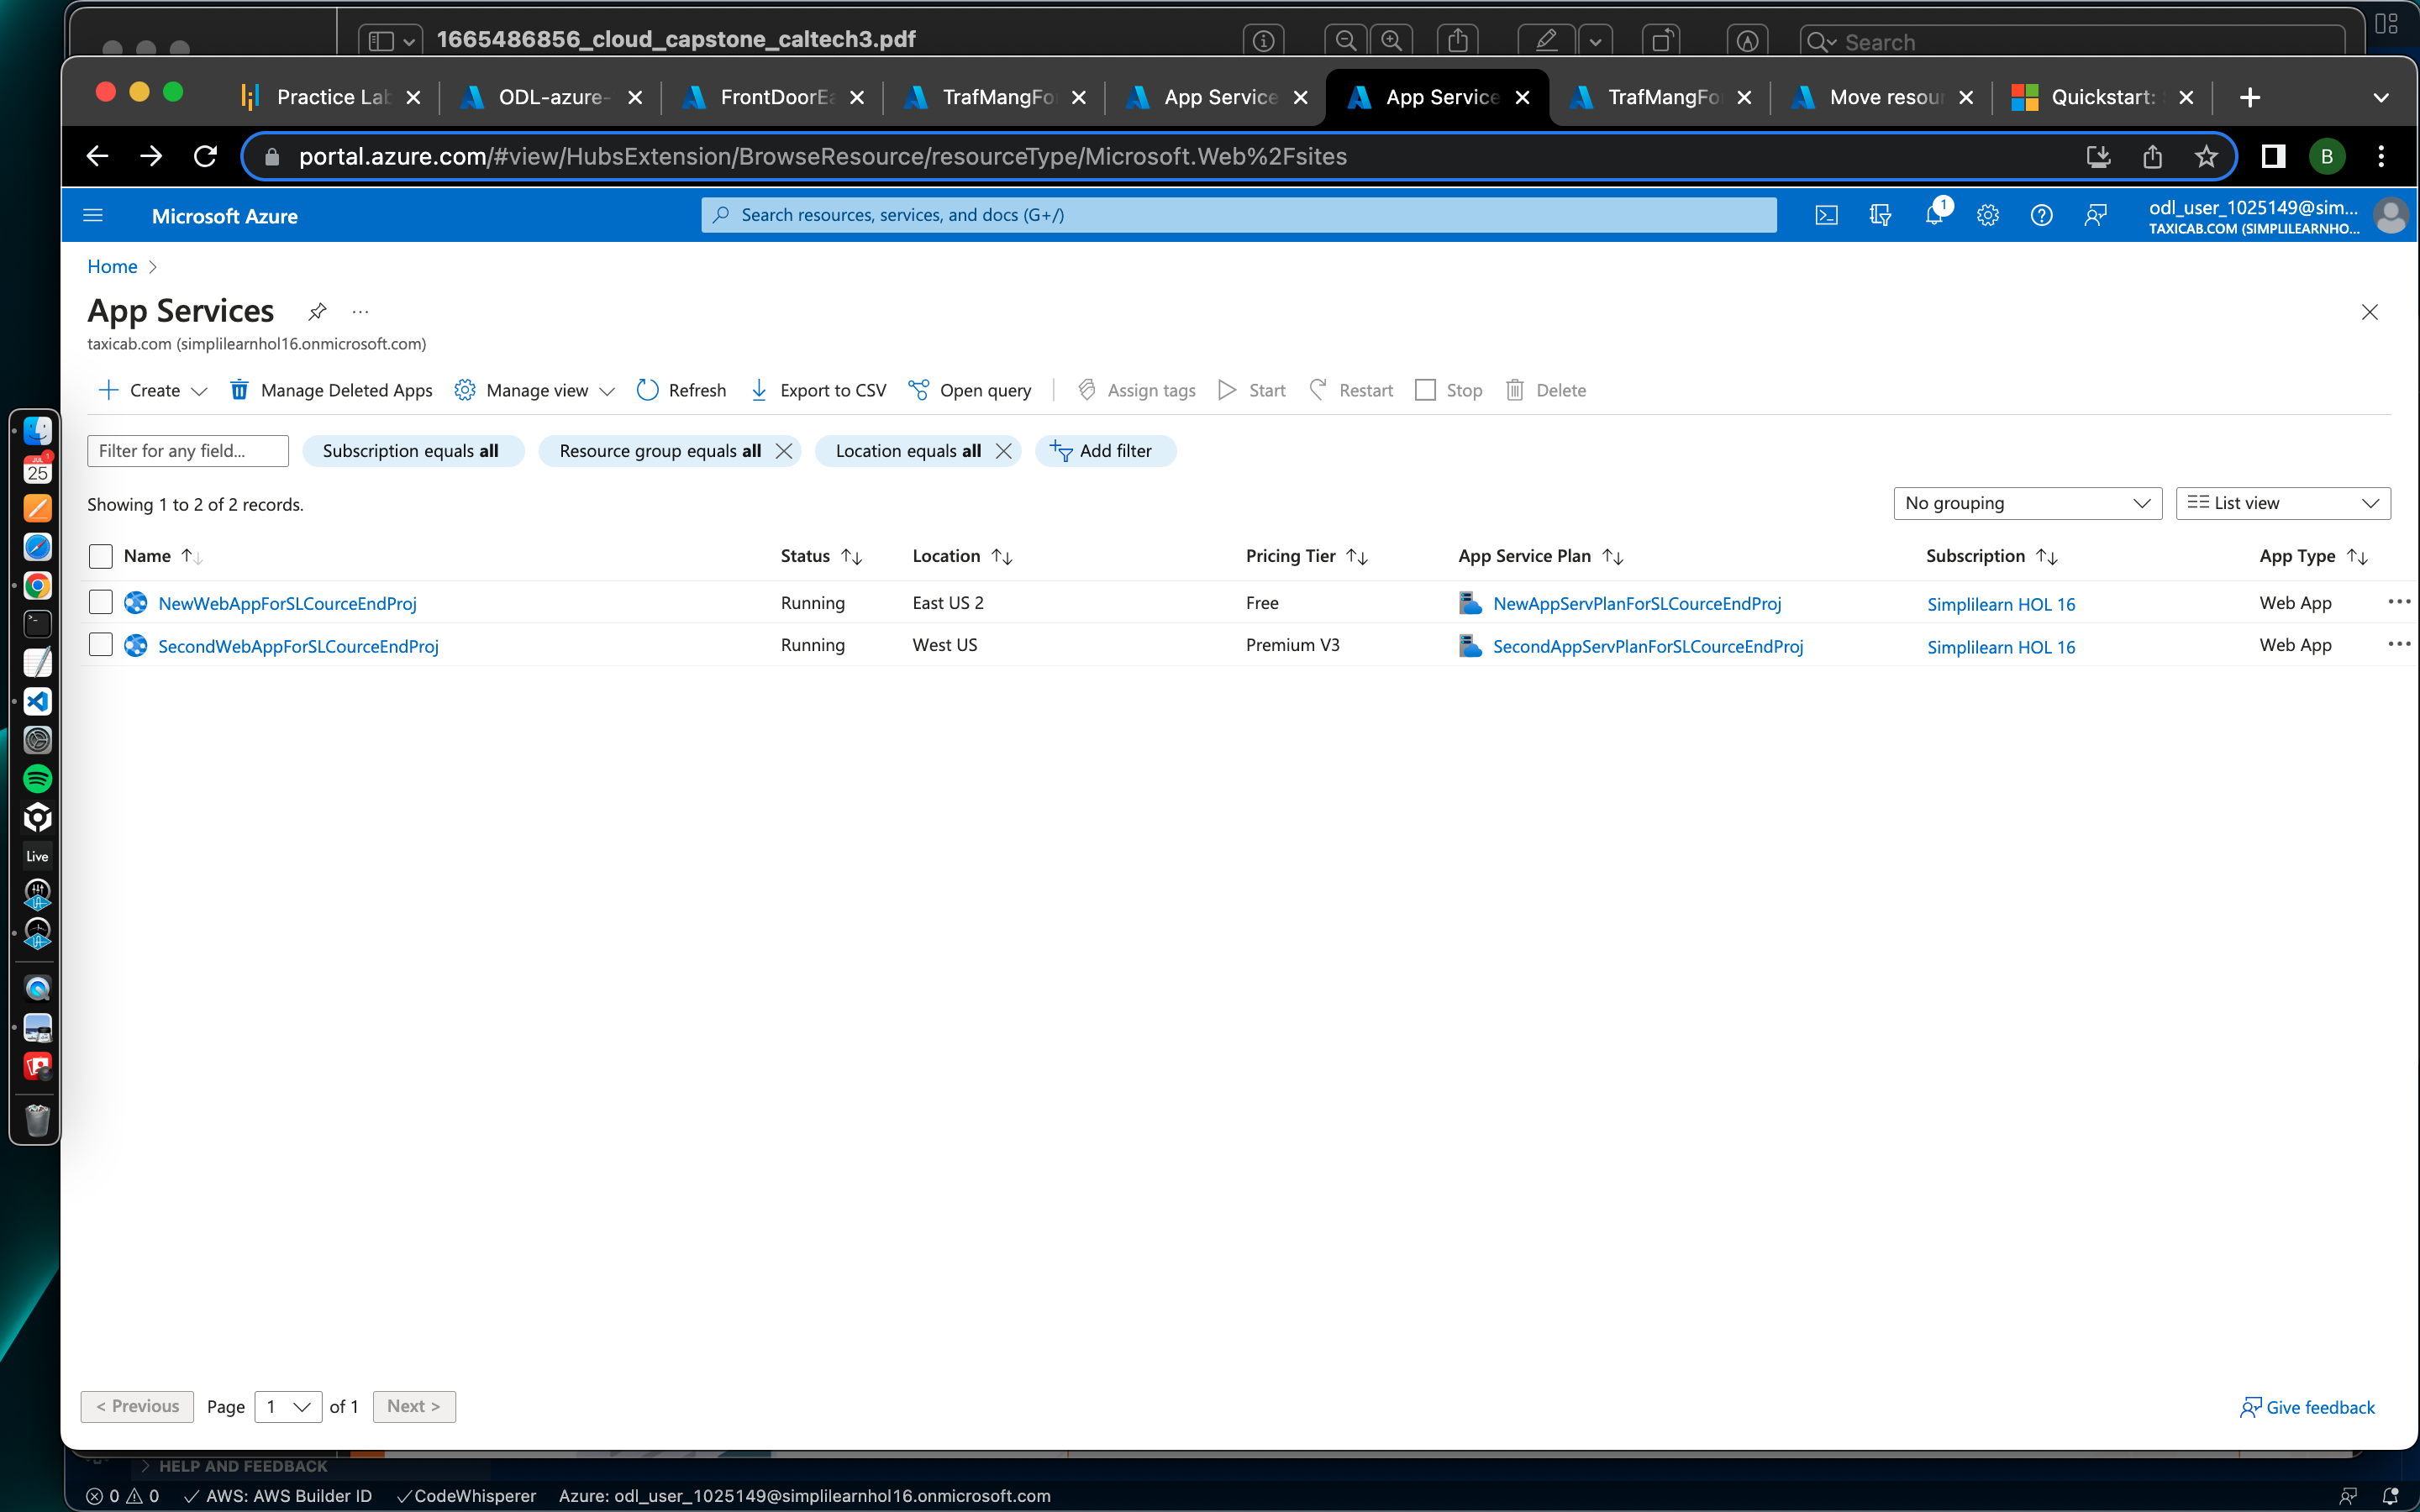 1665486856_cloud_capstone_caltech3.pdf
Search
Practice Lab
ODL-azure-
FrontDoorEa
TrafMangFo
App Service
App Service
TrafMangFo
Move resour
Quickstart:
portal.azure.com/#view/HubsExtension/BrowseResource/resourceType/Microsoft.Web%2Fsites
B
Microsoft Azure
Search resources, services, and docs (G+/)
1
odl_user_1025149@sim...
TAXICAB.COM (SIMPLILEARNHO...
Home
App Services
taxicab.com (simplilearnhol16.onmicrosoft.com)
Create
Manage Deleted Apps
Manage view
Refresh
Export to CSV
Open query
Assign tags
Start
Restart
Stop
Delete
Filter for any field...
Subscription equals all
Resource group equals all
Location equals all
Add filter
Showing 1 to 2 of 2 records.
No grouping
List view
Name
Status
Location
Pricing Tier
App Service Plan
Subscription
App Type
NewWebAppForSLCourceEndProj
Running
East US 2
Free
NewAppServPlanForSLCourceEndProj
Simplilearn HOL 16
Web App
SecondWebAppForSLCourceEndProj
Running
West US
Premium V3
SecondAppServPlanForSLCourceEndProj
Simplilearn HOL 16
Web App
JUL
1
25
Live
< Previous
Page
1
of 1
Next >
Give feedback
HELP AND FEEDBACK
0
0
AWS: AWS Builder ID
CodeWhisperer
Azure: odl_user_1025149@simplilearnhol16.onmicrosoft.com